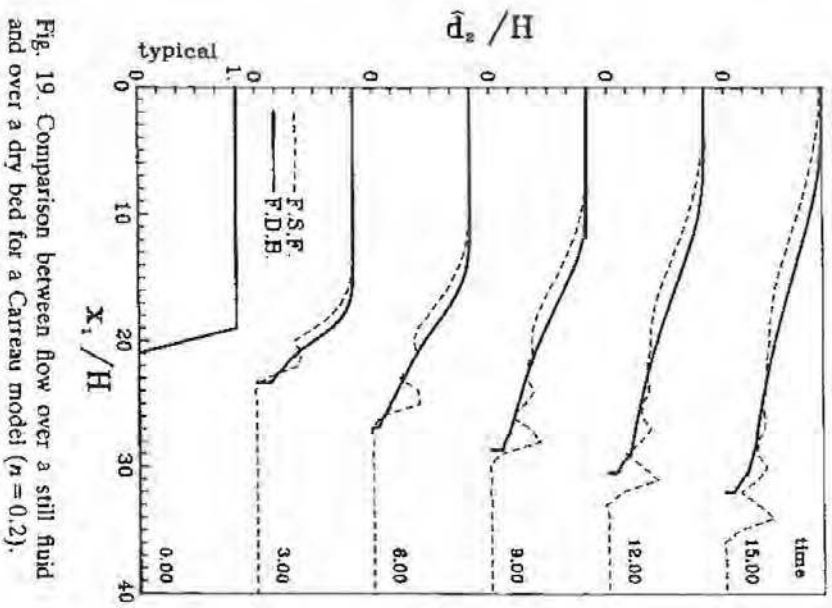 d̂₂ /H
typical
1.
0
0
0
0
0
0
time
15.00
12.00
9.00
6.00
3.00
0.00
F.S.F.
F.D.B.
0
10
20
30
40
x₁ /H
Fig. 19. Comparison between flow over a still fluid
and over a dry bed for a Carreau model (n = 0.2).